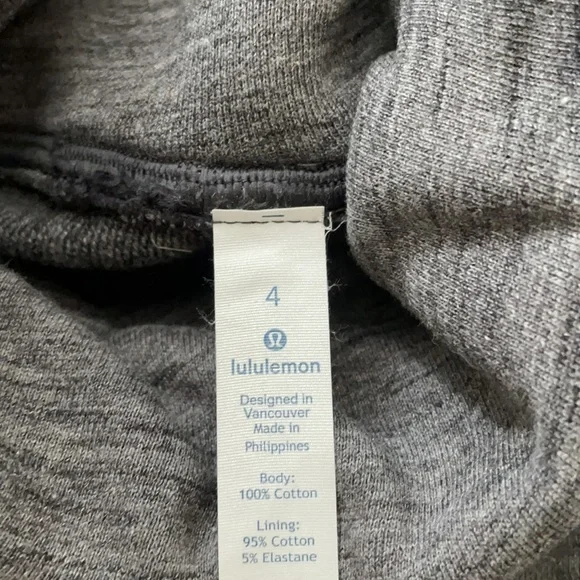 4
lululemon
Designed in
Vancouver
Made in
Philippines
Body:
100% Cotton
Lining:
95% Cotton
5% Elastane